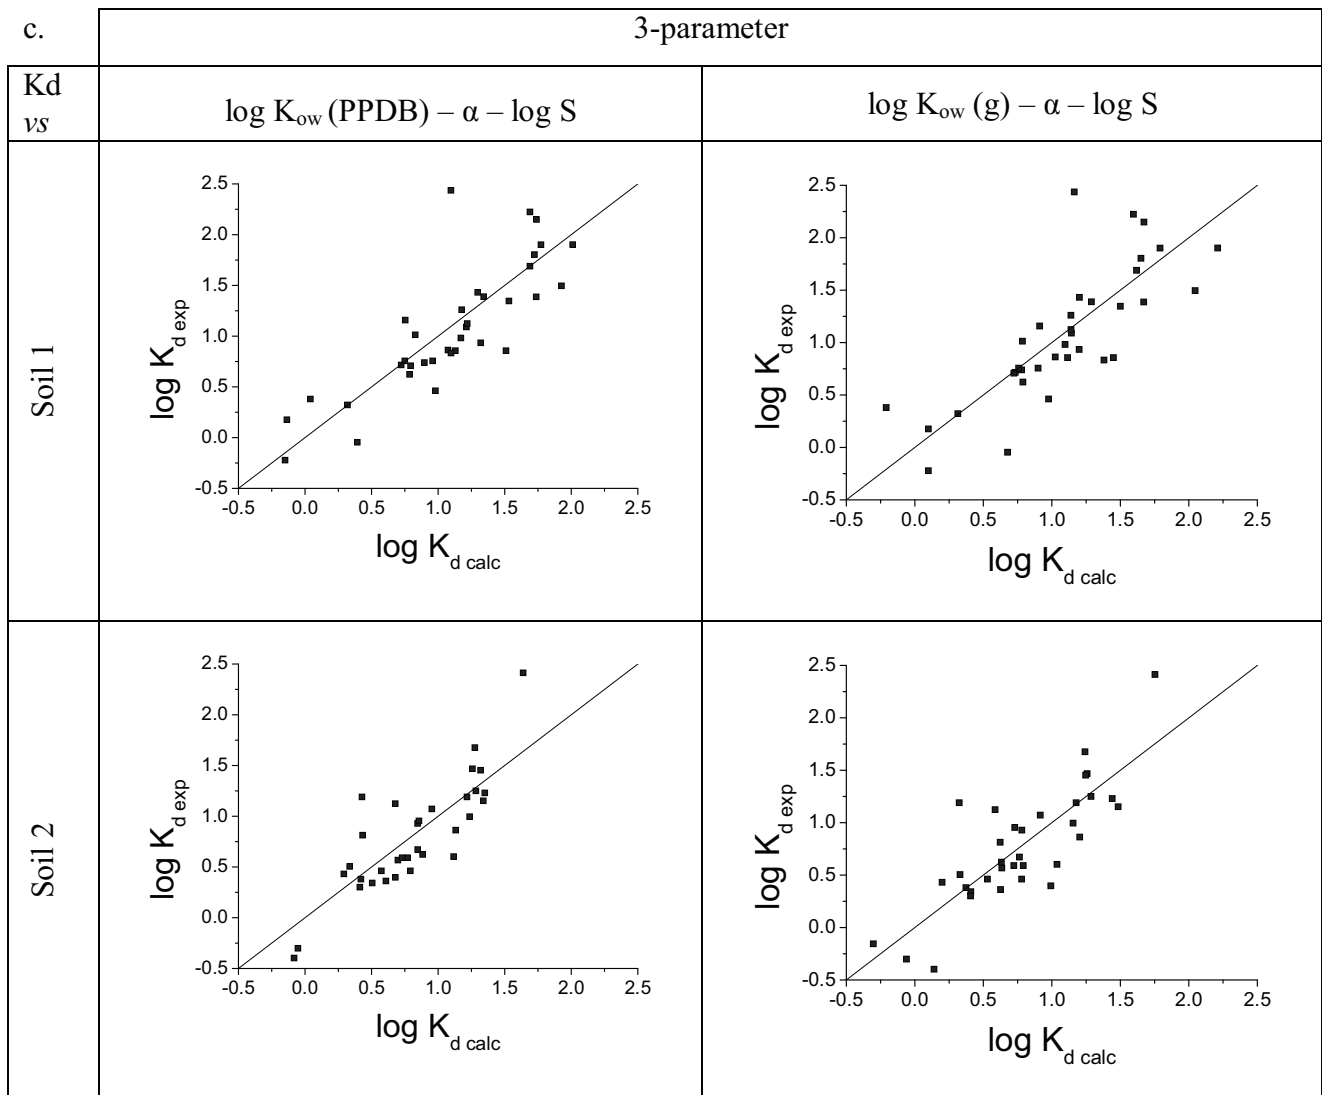 c.
3-parameter
Kd
vs
log Kow (PPDB) – α – log S
log Kow (g) – α – log S
Soil 1
2.5
2.0
1.5
1.0
0.5
0.0
-0.5
log Kd exp
-0.5 0.0 0.5 1.0 1.5 2.0 2.5
log Kd calc
2.5
2.0
1.5
1.0
0.5
0.0
-0.5
log Kd exp
-0.5 0.0 0.5 1.0 1.5 2.0 2.5
log Kd calc
Soil 2
2.5
2.0
1.5
1.0
0.5
0.0
-0.5
log Kd exp
-0.5 0.0 0.5 1.0 1.5 2.0 2.5
log Kd calc
2.5
2.0
1.5
1.0
0.5
0.0
-0.5
log Kd exp
-0.5 0.0 0.5 1.0 1.5 2.0 2.5
log Kd calc